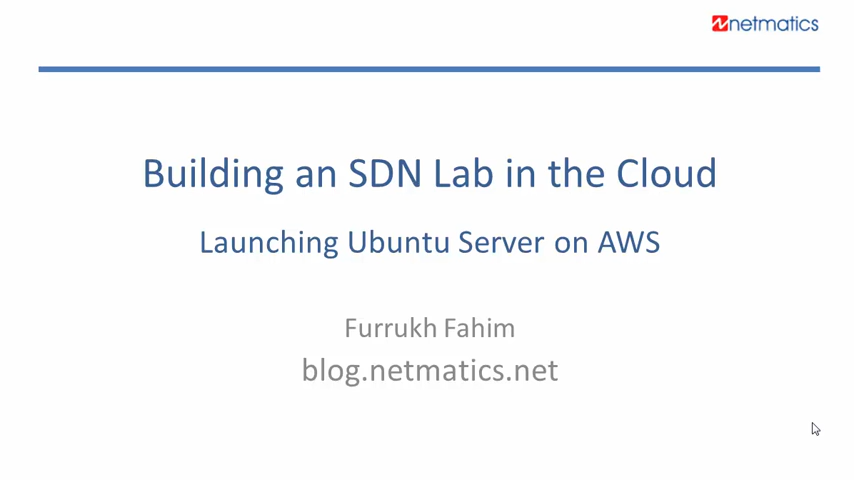 netmatics
Building an SDN Lab in the Cloud
Launching Ubuntu Server on AWS
Furrukh Fahim
blog.netmatics.net